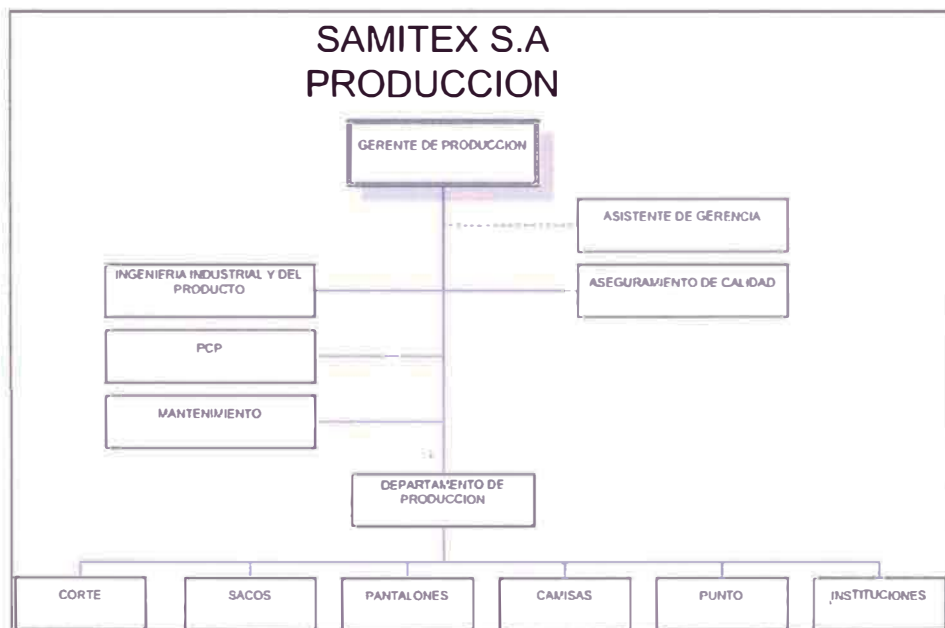 SAMITEX S.A
PRODUCCION
GERENTE DE PRODUCCION
ASISTENTE DE GERENCIA
INGENIERIA INDUSTRIAL Y DEL
PRODUCTO
ASEGURAMIENTO DE CALIDAD
PCP
MANTENIMIENTO
DEPARTAMENTO DE
PRODUCCION
CORTE
SACOS
PANTALONES
CAMISAS
PUNTO
INSTITUCIONES